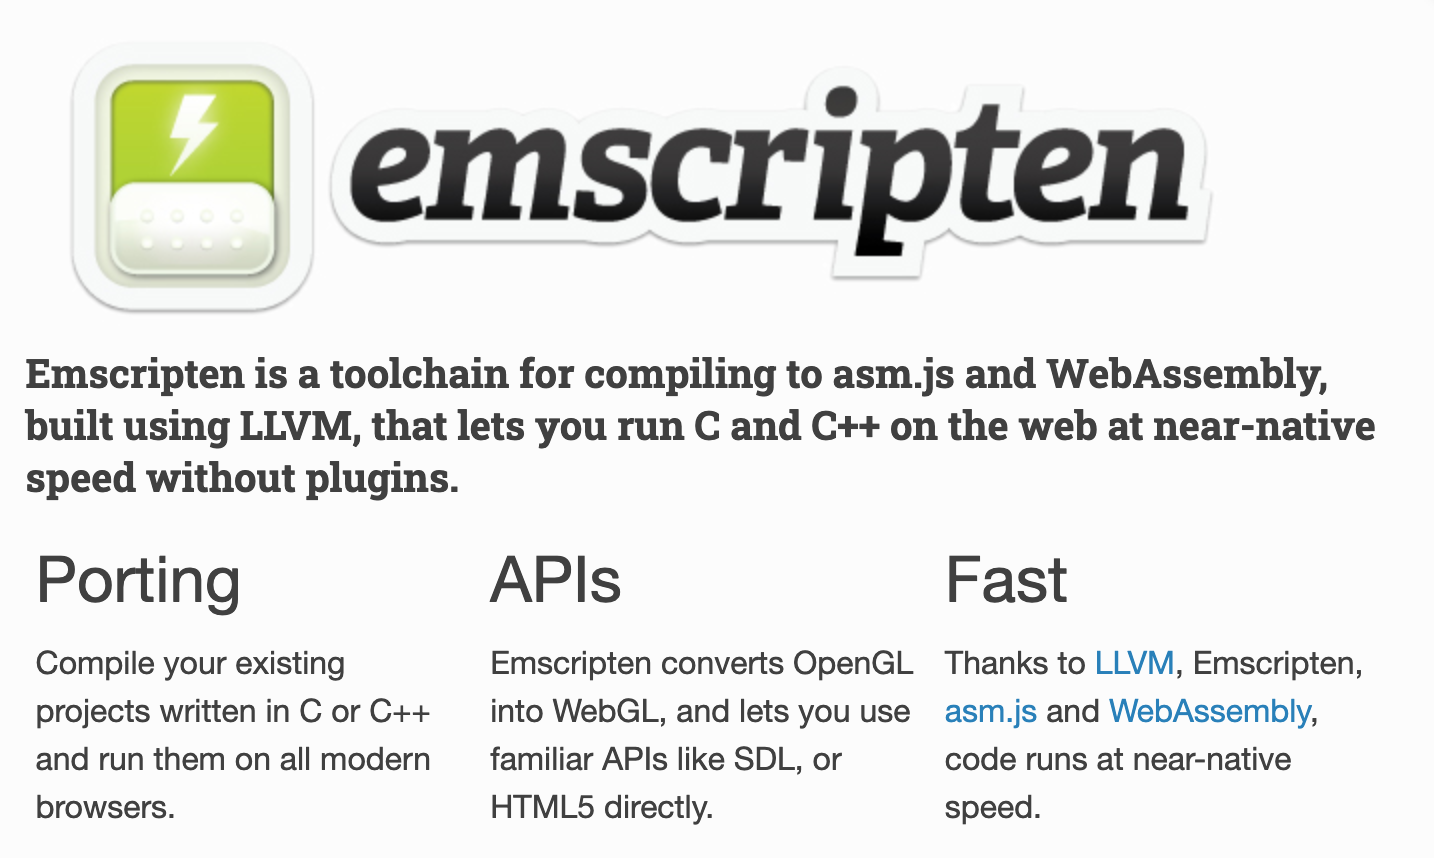 emscripten
Emscripten is a toolchain for compiling to asm.js and WebAssembly,
built using LLVM, that lets you run C and C++ on the web at near-native
speed without plugins.
Porting
Compile your existing
projects written in C or C++
and run them on all modern
browsers.
APIs
Emscripten converts OpenGL
into WebGL, and lets you use
familiar APIs like SDL, or
HTML5 directly.
Fast
Thanks to LLVM, Emscripten,
asm.js and WebAssembly,
code runs at near-native
speed.